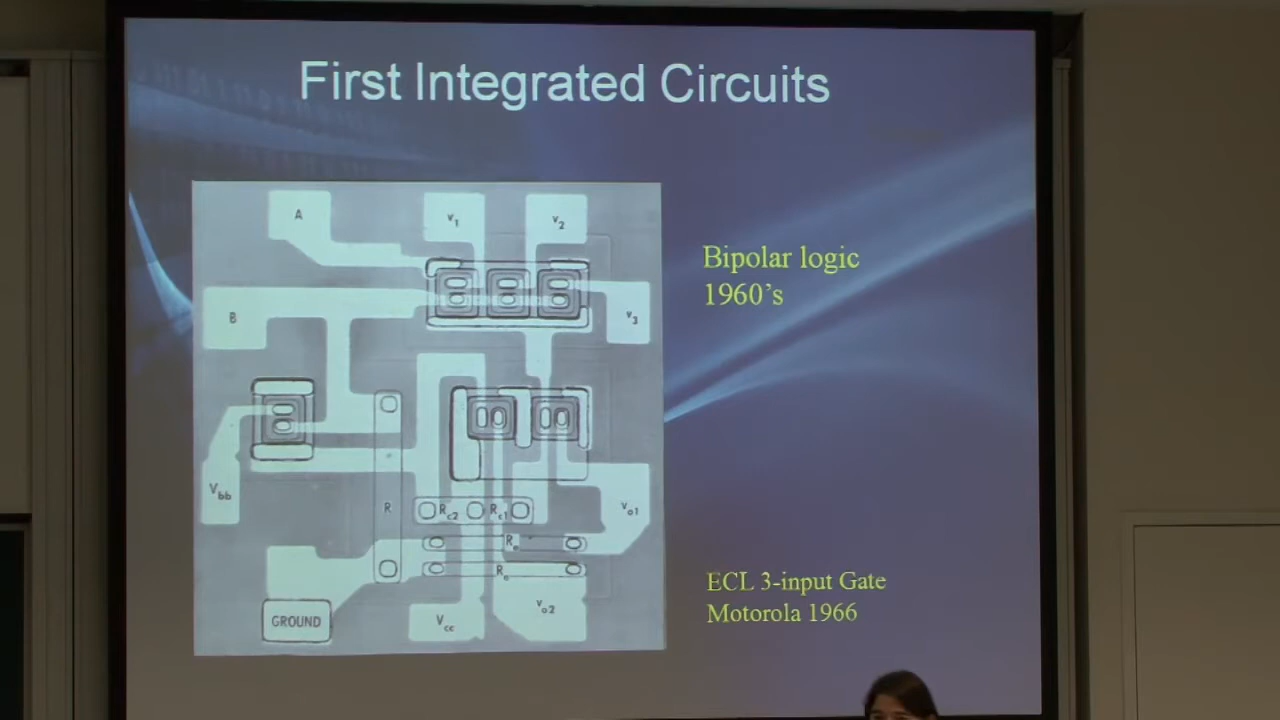 First Integrated Circuits
A
v1
v2
B
v3
Bipolar logic
1960's
Vbb
R
Rc2
Rc1
vo1
Re
Re
vo2
GROUND
Vcc
ECL 3-input Gate
Motorola 1966